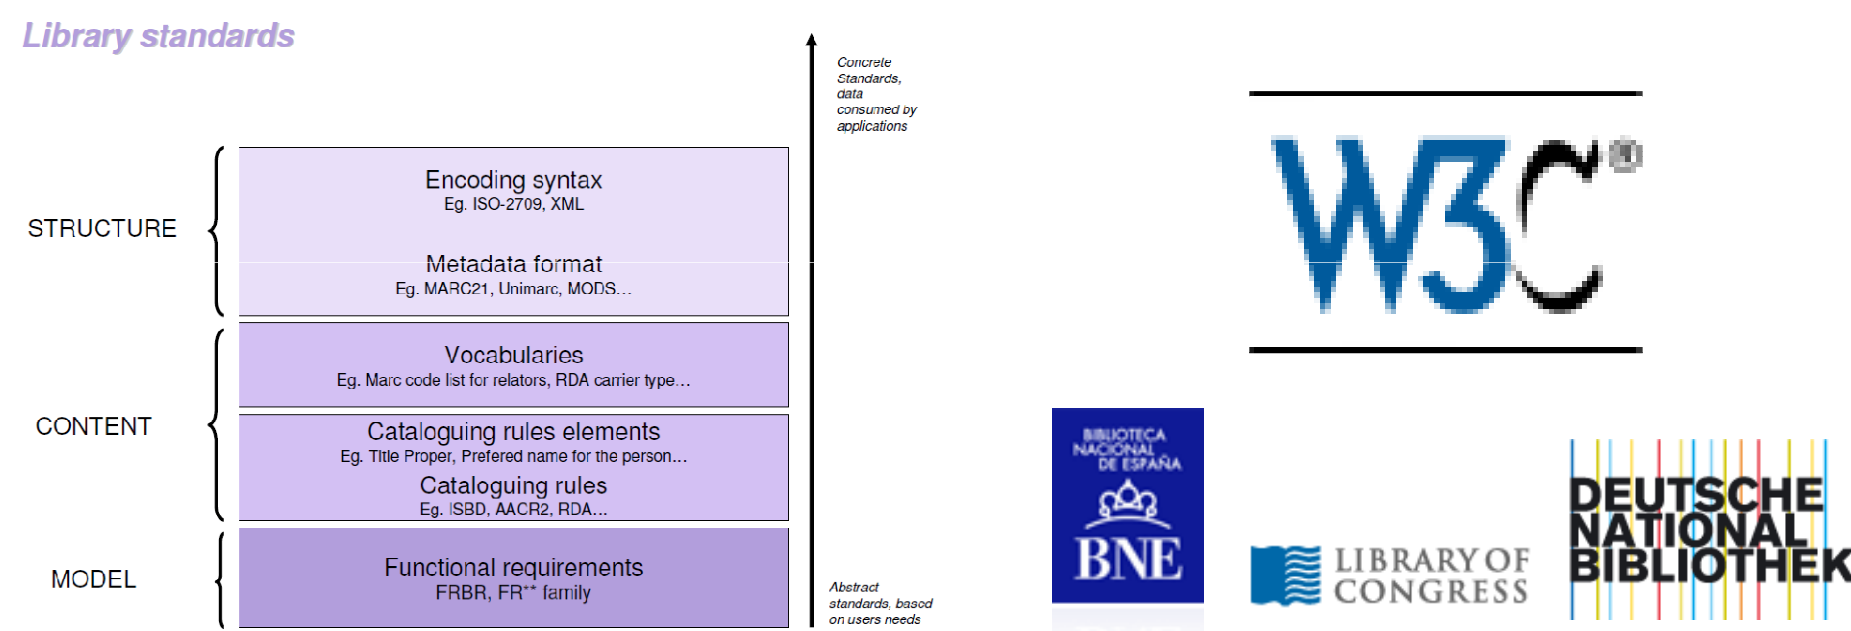 Library standards
Concrete
Standards,
data
consumed by
applications
STRUCTURE
Encoding syntax
Eg. ISO-2709, XML
Metadata format
Eg. MARC21, Unimarc, MODS...
CONTENT
Vocabularies
Eg. Marc code list for relators, RDA carrier type...
Cataloguing rules elements
Eg. Title Proper, Prefered name for the person...
Cataloguing rules
Eg. ISBD, AACR2, RDA...
MODEL
Functional requirements
FRBR, FR** family
Abstract
standards, based
on users needs
W3C®
BIBLIOTECA
NACIONAL
DE ESPAÑA
BNE
LIBRARY OF
CONGRESS
DEUTSCHE
NATIONAL
BIBLIOTHEK